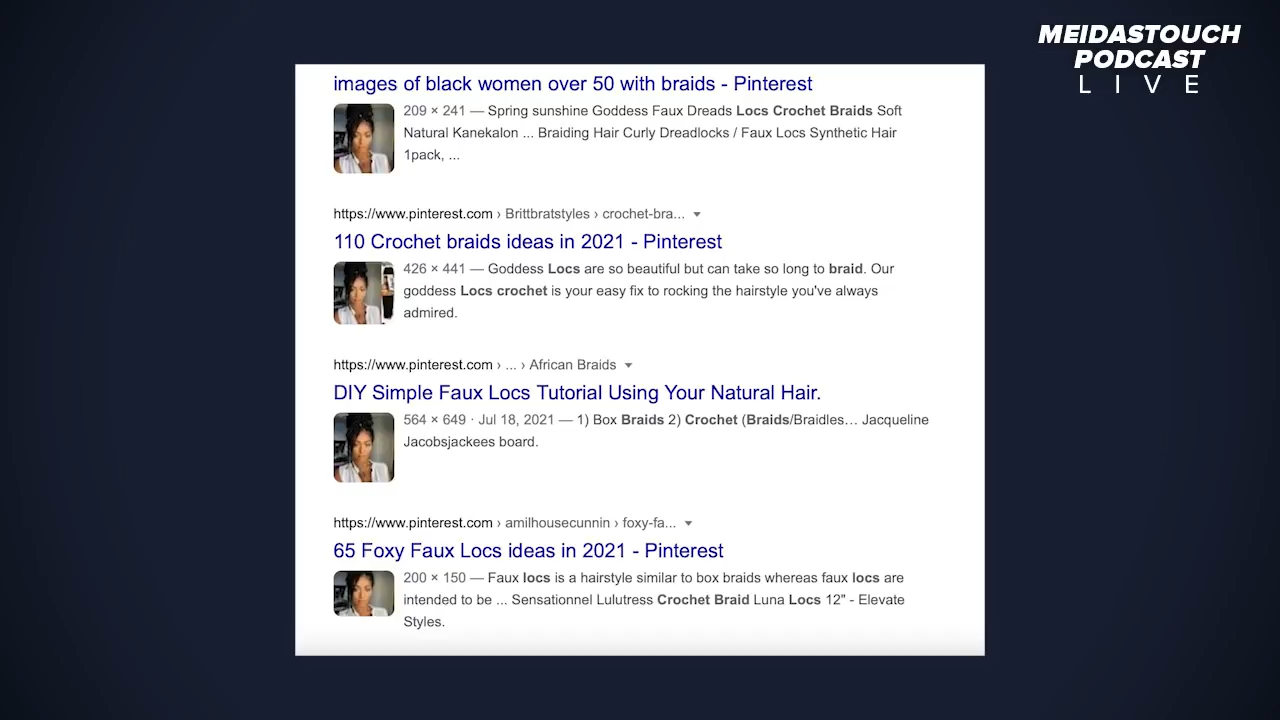 MEIDASTOUCH
PODCAST
LIVE
images of black women over 50 with braids - Pinterest
209 × 241 — Spring sunshine Goddess Faux Dreads Locs Crochet Braids Soft
Natural Kanekalon ... Braiding Hair Curly Dreadlocks / Faux Locs Synthetic Hair
1pack, ...
https://www.pinterest.com › Brittbratstyles › crochet-bra...
110 Crochet braids ideas in 2021 - Pinterest
426 × 441 — Goddess Locs are so beautiful but can take so long to braid. Our
goddess Locs crochet is your easy fix to rocking the hairstyle you've always
admired.
https://www.pinterest.com › ... › African Braids
DIY Simple Faux Locs Tutorial Using Your Natural Hair.
564 × 649 · Jul 18, 2021 — 1) Box Braids 2) Crochet (Braids/Braidles… Jacqueline
Jacobsjackees board.
https://www.pinterest.com › amilhousecunnin › foxy-fa...
65 Foxy Faux Locs ideas in 2021 - Pinterest
200 × 150 — Faux locs is a hairstyle similar to box braids whereas faux locs are
intended to be ... Sensationnel Lulutress Crochet Braid Luna Locs 12" - Elevate
Styles.